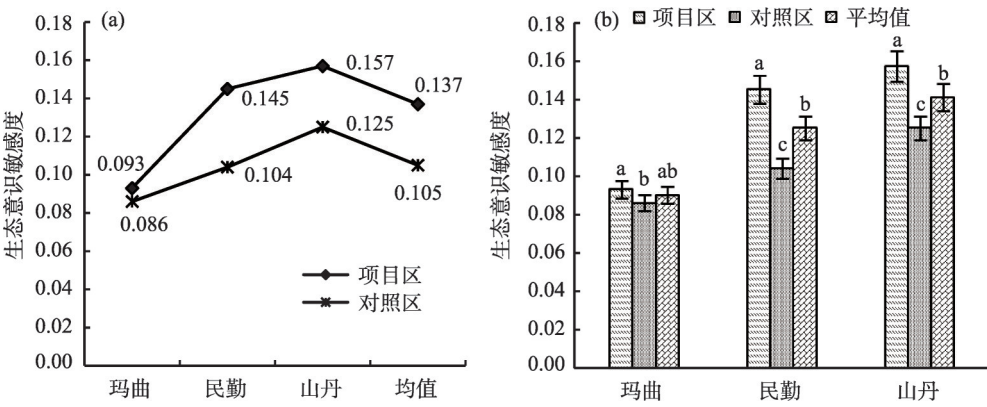 (a)
生态意识敏感度
0.18
0.16
0.14
0.12
0.10
0.08
0.06
0.04
0.02
0.00
0.093
0.145
0.157
0.137
0.086
0.104
0.125
0.105
项目区
对照区
玛曲 民勤 山丹 均值
(b)
项目区 对照区 平均值
生态意识敏感度
0.18
0.16
0.14
0.12
0.10
0.08
0.06
0.04
0.02
0.00
a b ab
a c b
a c b
玛曲 民勤 山丹